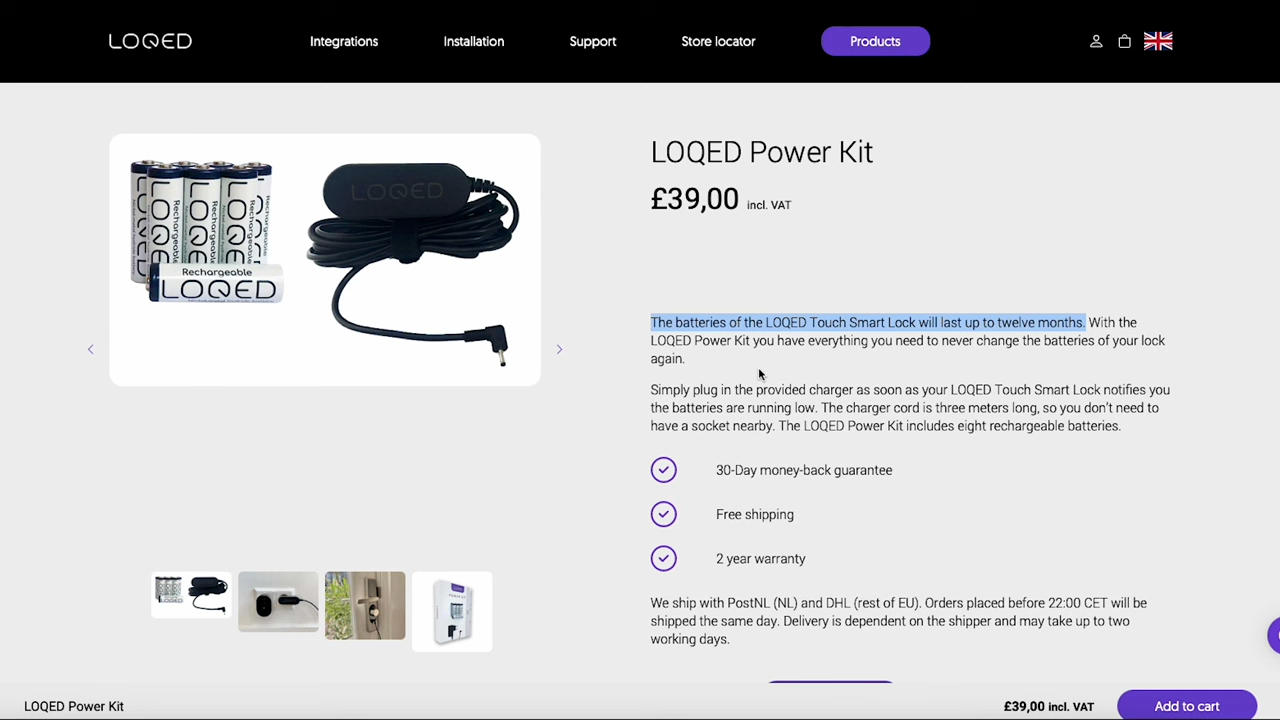 LOQED
Integrations
Installation
Support
Store locator
Products
LOQED Power Kit
£39,00 incl. VAT
LOQED
Rechargeable
LOQED
Rechargeable
LOQED
Rechargeable
LOQED
Rechargeable
LOQED
LOQED
The batteries of the LOQED Touch Smart Lock will last up to twelve months. With the
LOQED Power Kit you have everything you need to never change the batteries of your lock
again.
Simply plug in the provided charger as soon as your LOQED Touch Smart Lock notifies you
the batteries are running low. The charger cord is three meters long, so you don't need to
have a socket nearby. The LOQED Power Kit includes eight rechargeable batteries.
30-Day money-back guarantee
Free shipping
2 year warranty
We ship with PostNL (NL) and DHL (rest of EU). Orders placed before 22:00 CET will be
shipped the same day. Delivery is dependent on the shipper and may take up to two
working days.
LOQED Power Kit
£39,00 incl. VAT
Add to cart